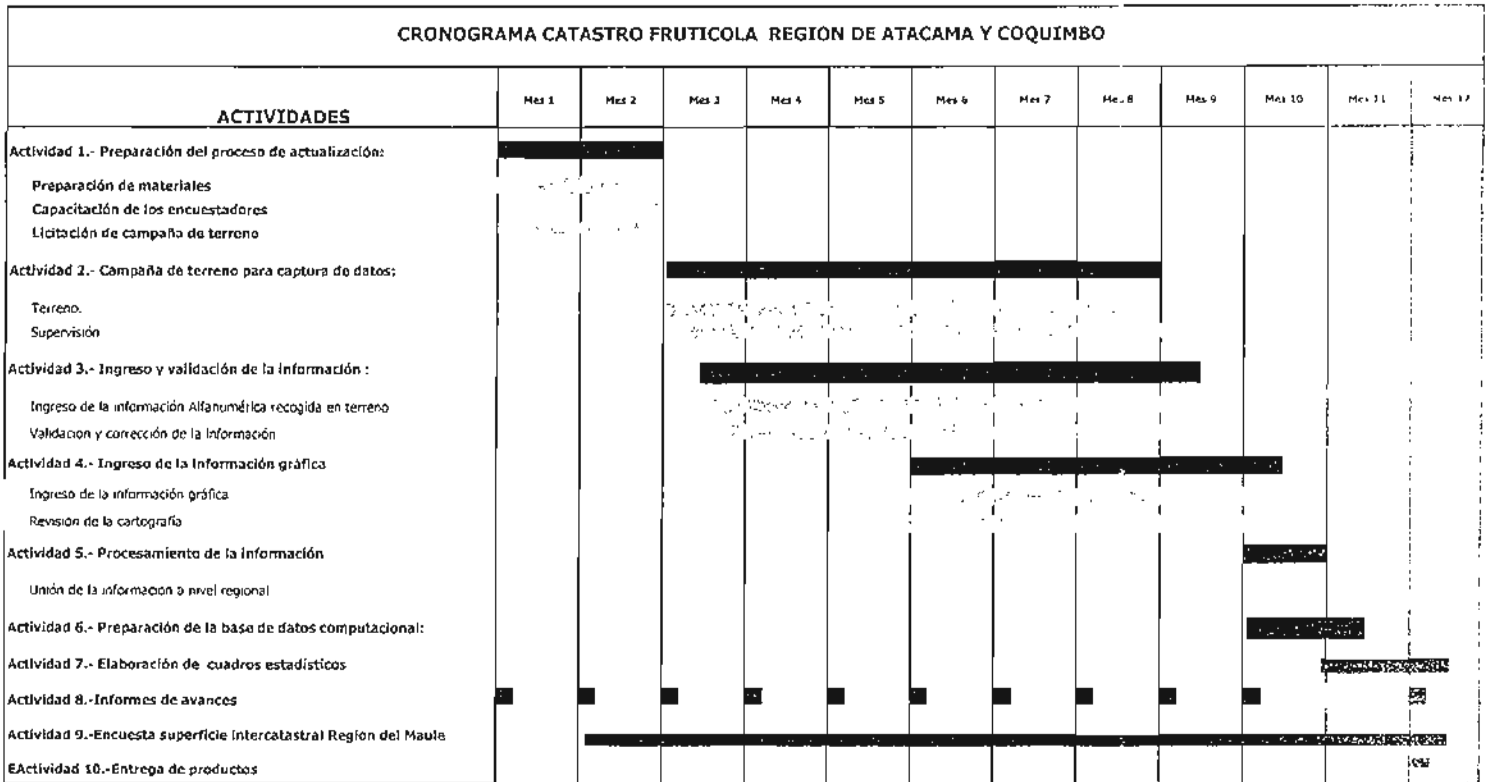 CRONOGRAMA CATASTRO FRUTICOLA REGION DE ATACAMA Y COQUIMBO
ACTIVIDADES
Mes 1 Mes 2 Mes 3 Mes 4 Mes 5 Mes 6 Mes 7 Mes 8 Mes 9 Mes 10 Mes 11 Mes 12
Actividad 1.- Preparación del proceso de actualización:
Preparación de materiales
Capacitación de los encuestadores
Licitación de campaña de terreno
Actividad 2.- Campaña de terreno para captura de datos:
Terreno.
Supervisión
Actividad 3.- Ingreso y validación de la información :
Ingreso de la información Alfanumérica recogida en terreno
Validacion y corrección de la información
Actividad 4.- Ingreso de la Información gráfica
Ingreso de la información gráfica
Revisión de la cartografía
Actividad 5.- Procesamiento de la información
Unión de la informacion a nivel regional
Actividad 6.- Preparación de la base de datos computacional:
Actividad 7.- Elaboración de cuadros estadísticos
Actividad 8.-Informes de avances
Actividad 9.-Encuesta superficie Intercatastral Region del Maule
EActividad 10.-Entrega de productos